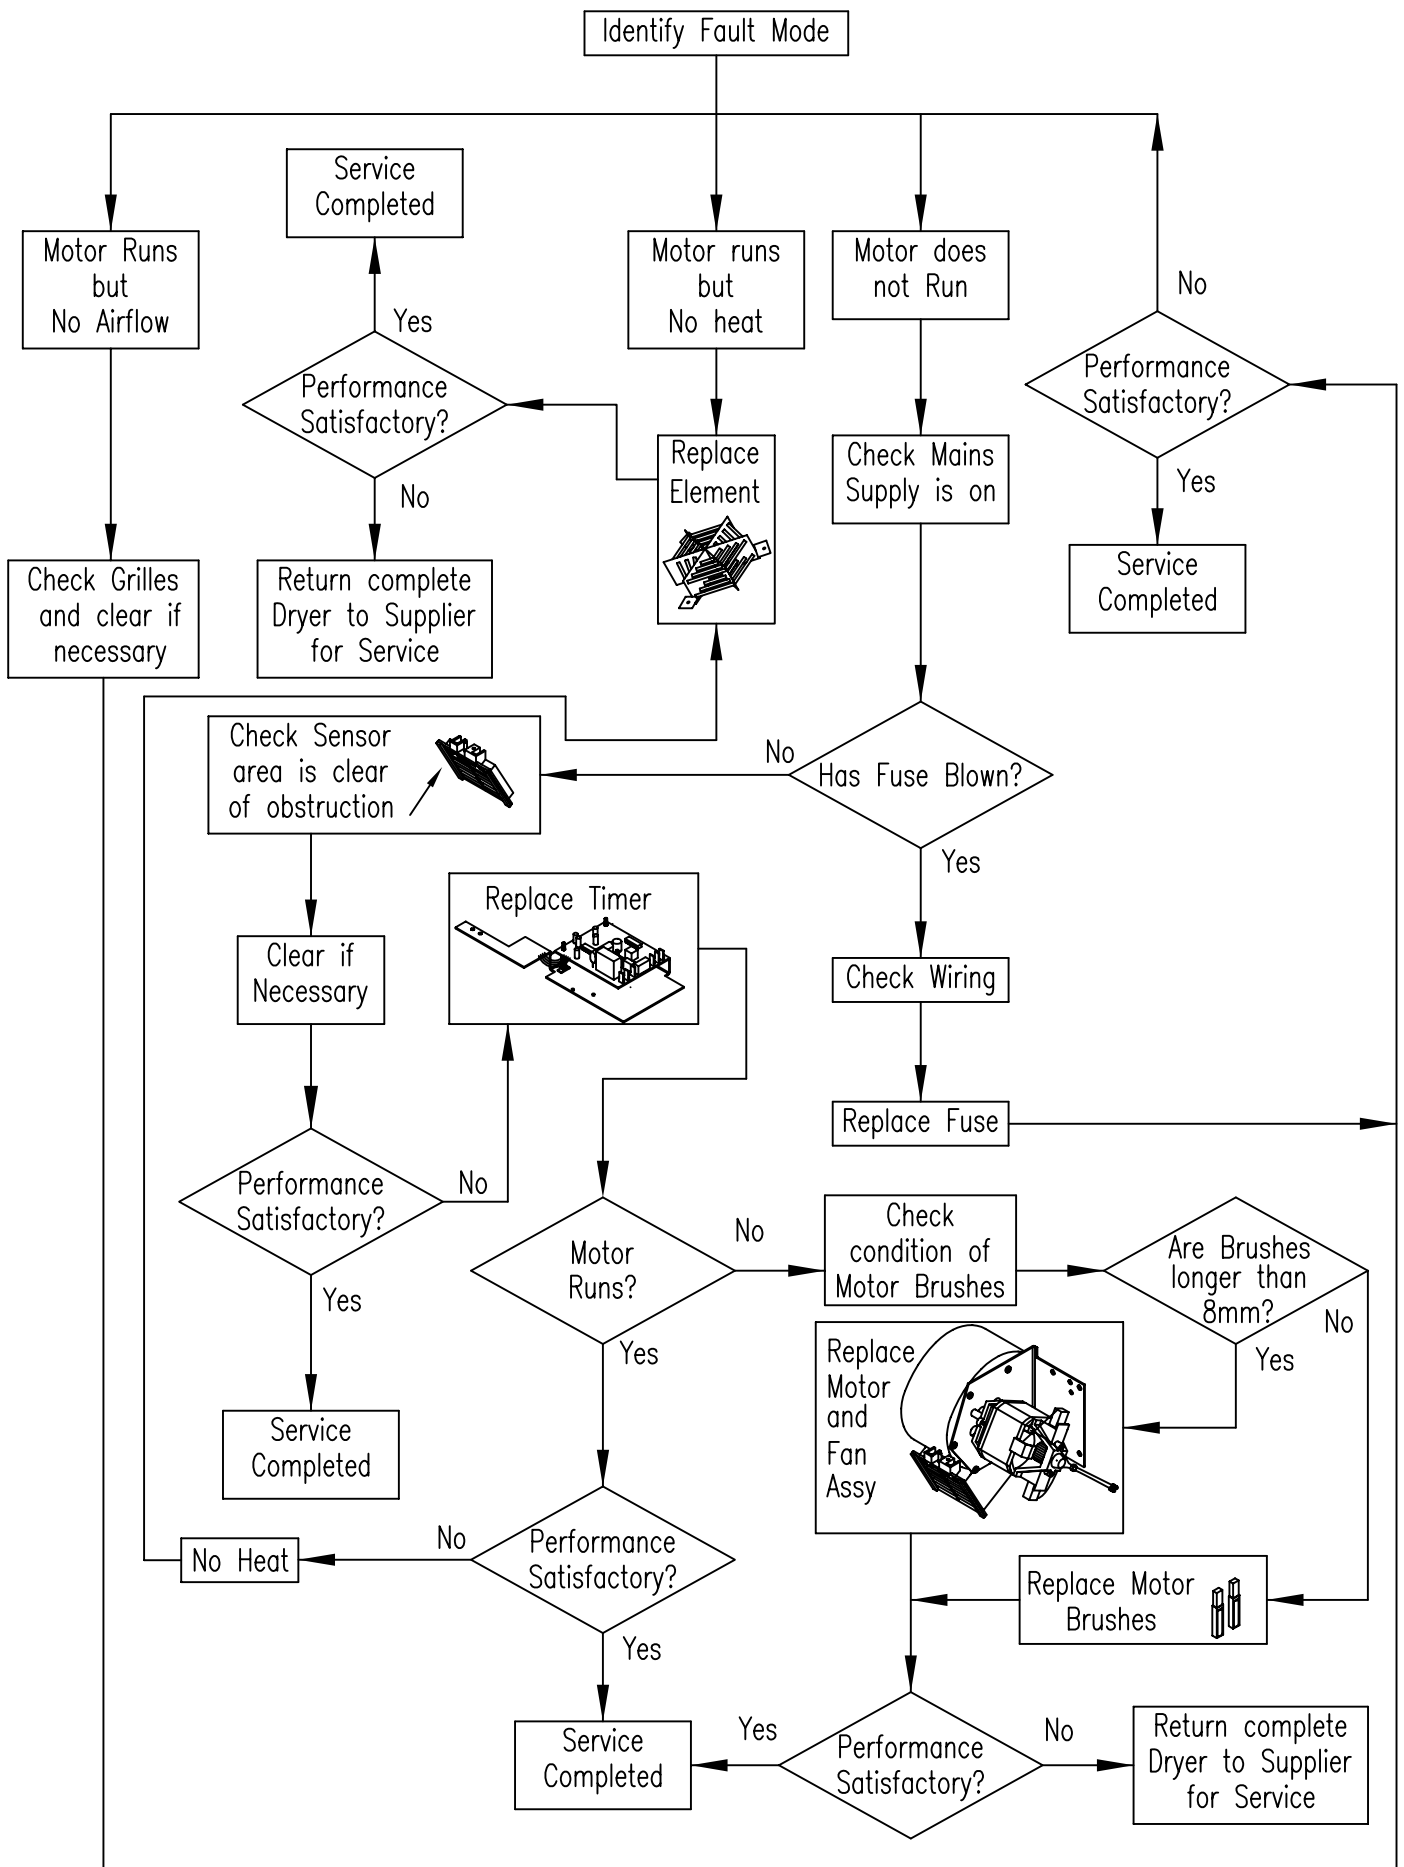 Identify Fault Mode
Service
Completed
Motor Runs
but
No Airflow
Motor runs
but
No heat
Motor does
not Run
No
Yes
Performance
Satisfactory?
Performance
Satisfactory?
Replace
Element
Check Mains
Supply is on
No
Yes
Check Grilles
and clear if
necessary
Return complete
Dryer to Supplier
for Service
Service
Completed
Check Sensor
area is clear
of obstruction
No
Has Fuse Blown?
Yes
Replace Timer
Clear if
Necessary
Check Wiring
Replace Fuse
Performance
Satisfactory?
No
Yes
Motor
Runs?
No
Check
condition of
Motor Brushes
Are Brushes
longer than
8mm?
No
Yes
Yes
Replace
Motor
and
Fan
Assy
Service
Completed
No Heat
No
Performance
Satisfactory?
Yes
Replace Motor
Brushes
Service
Completed
Yes
Performance
Satisfactory?
No
Return complete
Dryer to Supplier
for Service